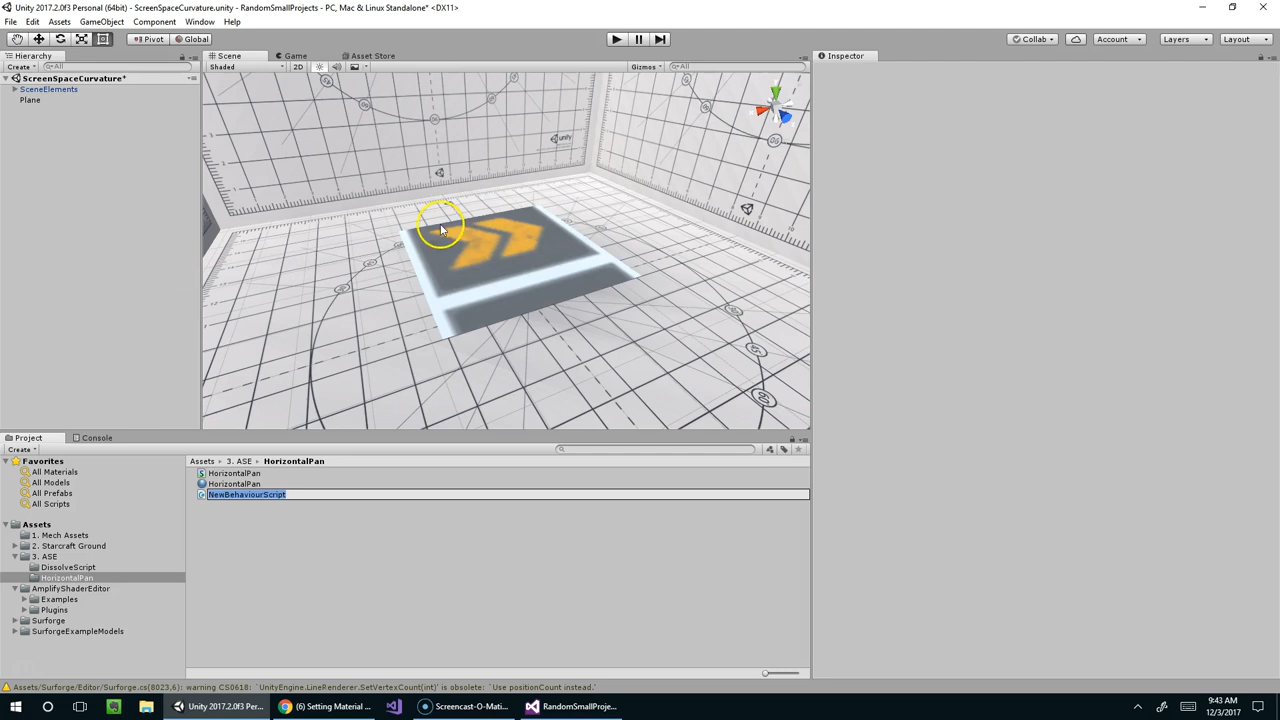 Unity 2017.2.0f3 Personal (64bit) - ScreenSpaceCurvature.unity - RandomSmallProjects - PC, Mac & Linux Standalone* <DX11>
File Edit Assets GameObject Component Window Help
Pivot Global Collab Account Layers Layout
Hierarchy Scene Game Asset Store Inspector
Create All Shaded 2D Gizmos All
ScreenSpaceCurvature*
SceneElements
Plane
unity
Project Console
Create
Favorites Assets 3. ASE HorizontalPan
All Materials HorizontalPan
All Models HorizontalPan
All Prefabs NewBehaviourScript
All Scripts
Assets
1. Mech Assets
2. Starcraft Ground
3. ASE
DissolveScript
HorizontalPan
AmplifyShaderEditor
Examples
Plugins
Surforge
SurforgeExampleModels
Assets/Surforge/Editor/Surforge.cs(8023,6): warning CS0618: `UnityEngine.LineRenderer.SetVertexCount(int)' is obsolete: `Use positionCount instead.'
Unity 2017.2.0f3 Per... (6) Setting Material ... Screencast-O-Mati... RandomSmallProje... 9:43 AM
12/3/2017